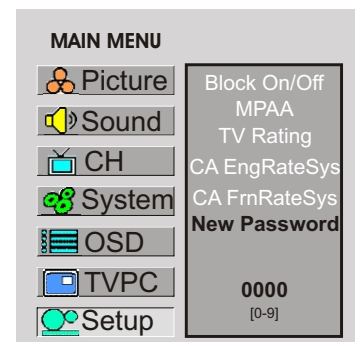 MAIN MENU
Picture
Sound
CH
System
OSD
TVPC
Setup
Block On/Off
MPAA
TV Rating
CA EngRateSys
CA FrnRateSys
New Password
0000
[0-9]